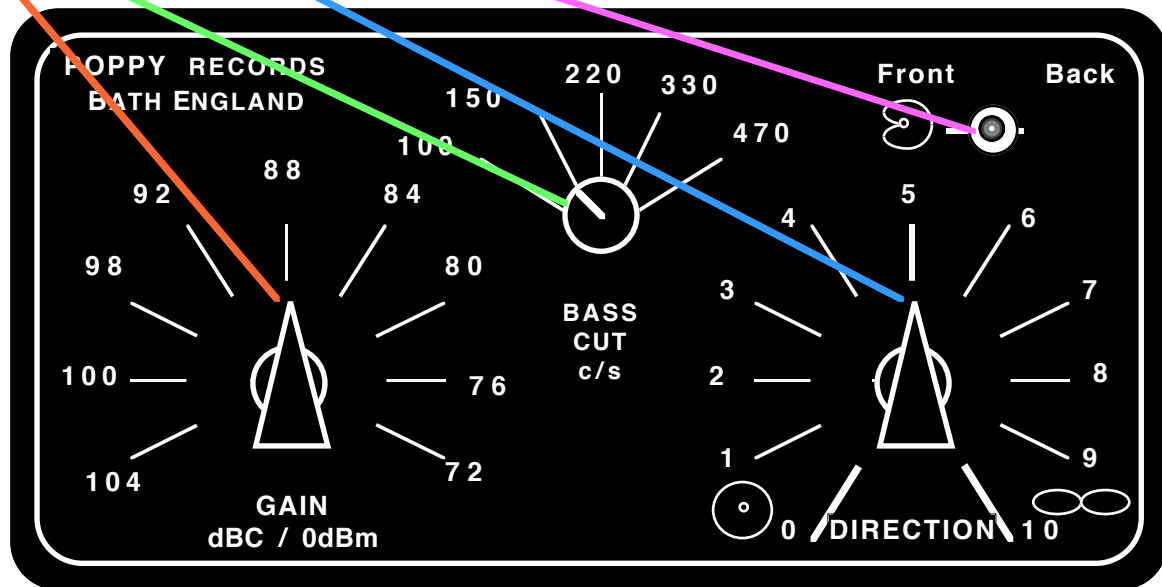 POPPY RECORDS
BATH ENGLAND
88
92
84
98
80
100
76
104
72
GAIN
dBC / 0dBm
100
150
220
330
470
BASS
CUT
c/s
Front Back
5
4
6
3
7
2
8
1
9
0 DIRECTION 10